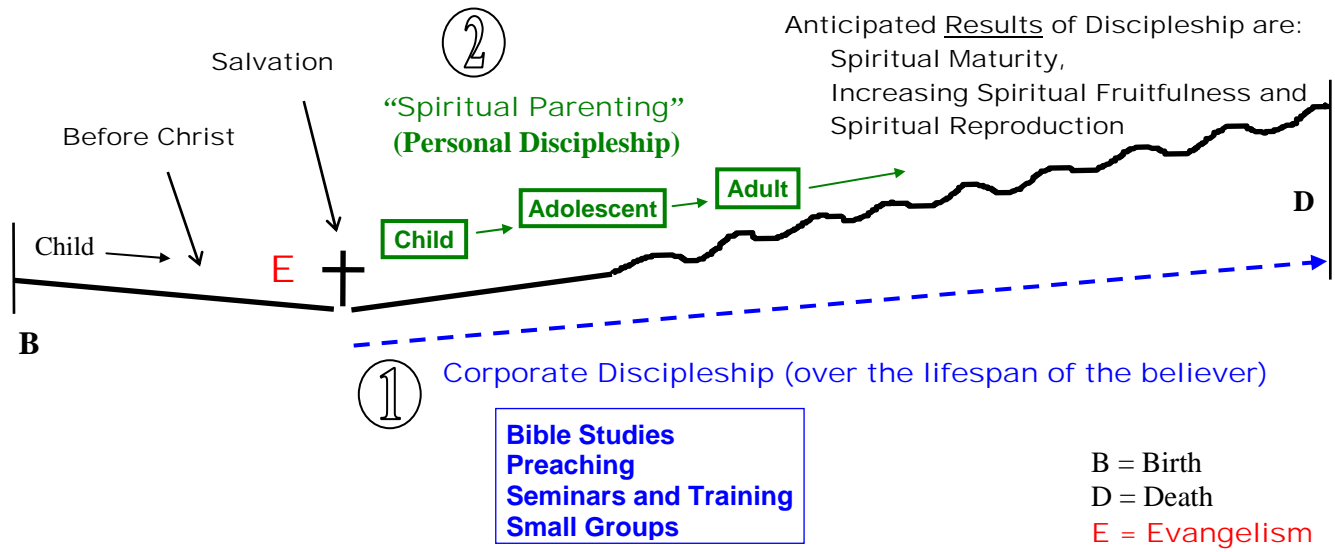 ②
Anticipated Results of Discipleship are:
Spiritual Maturity,
Increasing Spiritual Fruitfulness and
Spiritual Reproduction
Salvation
“Spiritual Parenting”
(Personal Discipleship)
Before Christ
Child
Adolescent
Adult
Child
E
B
D
①
Corporate Discipleship (over the lifespan of the believer)
Bible Studies
Preaching
Seminars and Training
Small Groups
B = Birth
D = Death
E = Evangelism